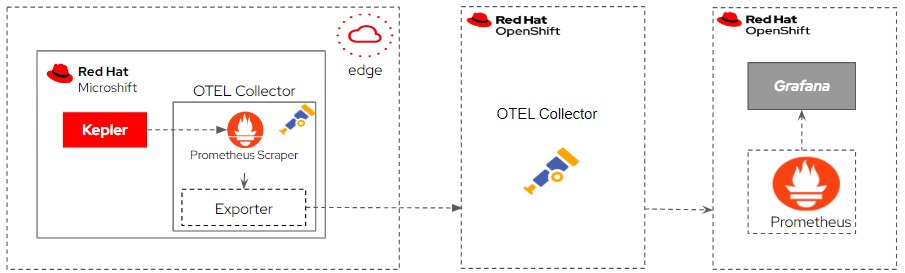 edge
Red Hat
Microshift
OTEL Collector
Kepler
Prometheus Scraper
Exporter
Red Hat
OpenShift
OTEL Collector
Red Hat
OpenShift
Grafana
Prometheus